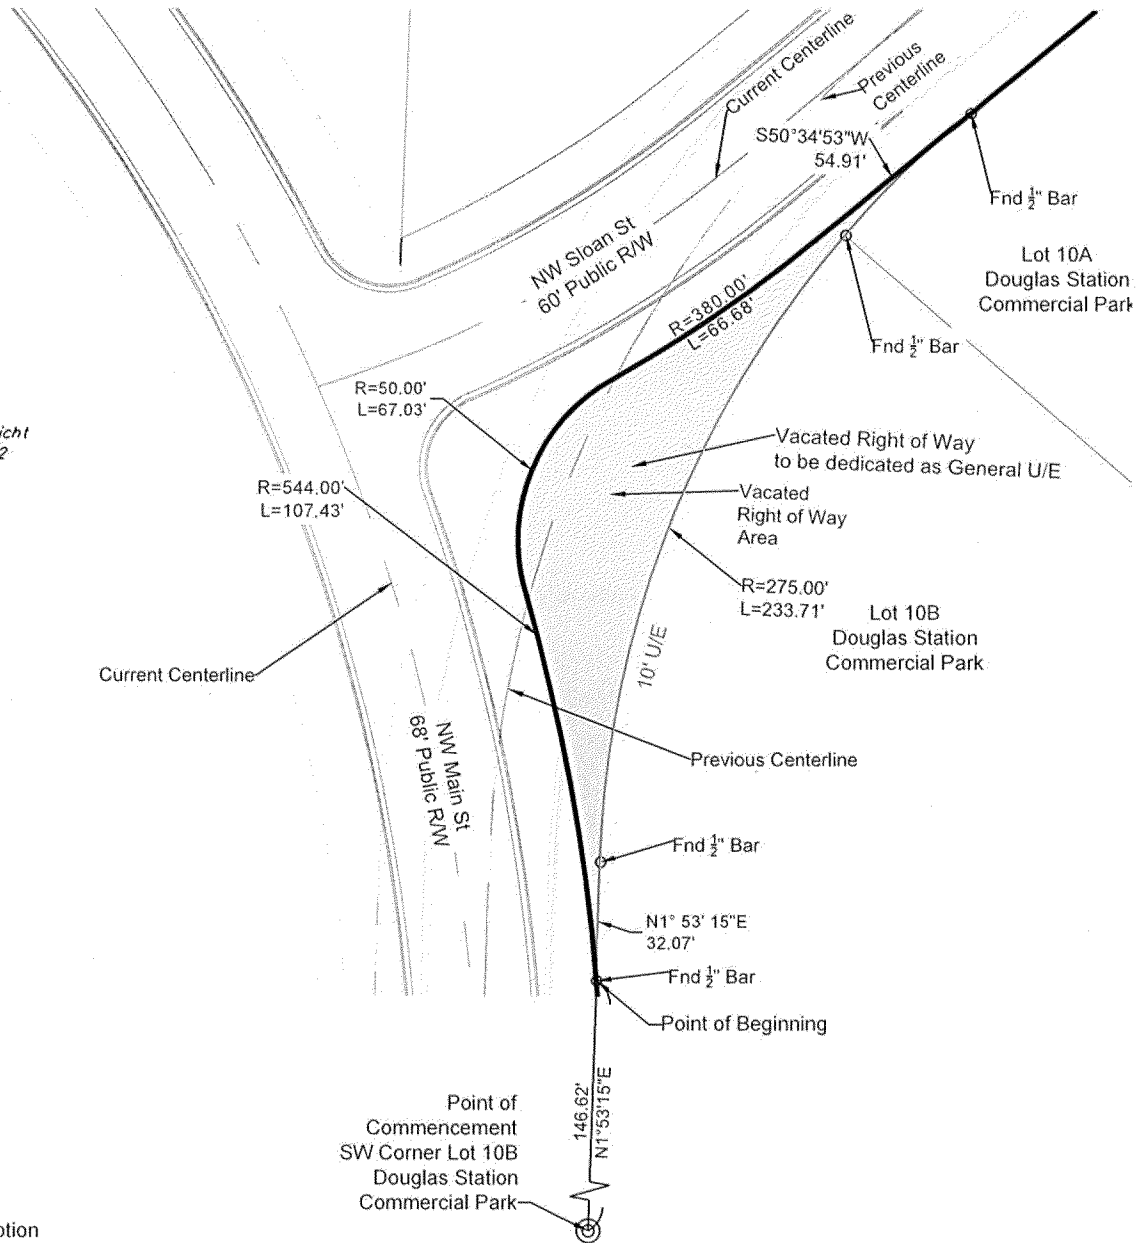 Current Centerline
Previous
Centerline
S50°34'53"W
54.91'
Fnd ½" Bar
Lot 10A
Douglas Station
Commercial Park
NW Sloan St
60' Public R/W
R=380.00'
L=66.68'
Fnd ½" Bar
R=50.00'
L=67.03'
icht
2
Vacated Right of Way
to be dedicated as General U/E
Vacated
Right of Way
Area
R=544.00'
L=107.43'
R=275.00'
L=233.71'
Lot 10B
Douglas Station
Commercial Park
10' U/E
Current Centerline
NW Main St
68' Public R/W
Previous Centerline
Fnd ½" Bar
N1° 53' 15"E
32.07'
Fnd ½" Bar
Point of Beginning
146.62'
N1°53'15"E
Point of
Commencement
SW Corner Lot 10B
Douglas Station
Commercial Park
ption